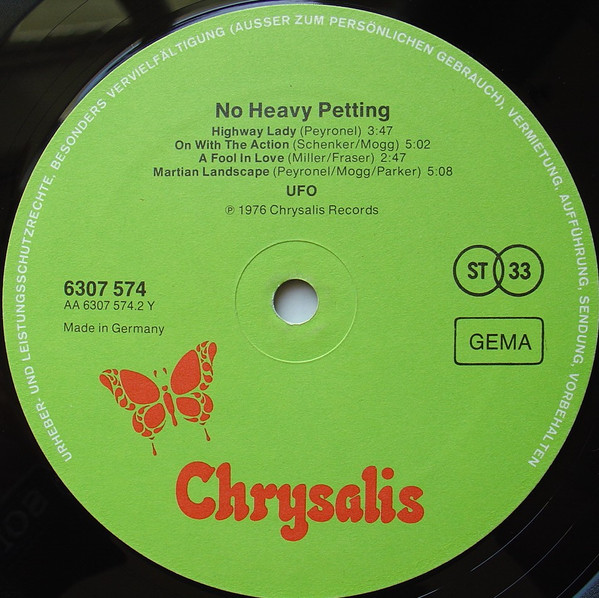 URHEBER- UND LEISTUNGSSCHUTZRECHTE, BESONDERS VERVIELFÄLTIGUNG (AUSSER ZUM PERSÖNLICHEN GEBRAUCH), VERMIETUNG, AUFFÜHRUNG, SENDUNG, VORBEHALTEN
No Heavy Petting
Highway Lady (Peyronel) 3:47
On With The Action (Schenker/Mogg) 5:02
A Fool In Love (Miller/Fraser) 2:47
Martian Landscape (Peyronel/Mogg/Parker) 5:08
UFO
℗ 1976 Chrysalis Records
6307 574
AA 6307 574.2 Y
Made in Germany
ST 33
GEMA
Chrysalis